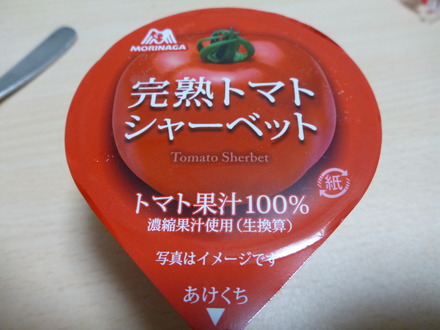 MORINAGA
完熟トマト
シャーベット
Tomato Sherbet
紙
トマト果汁100%
濃縮果汁使用(生換算)
写真はイメージです
あけくち